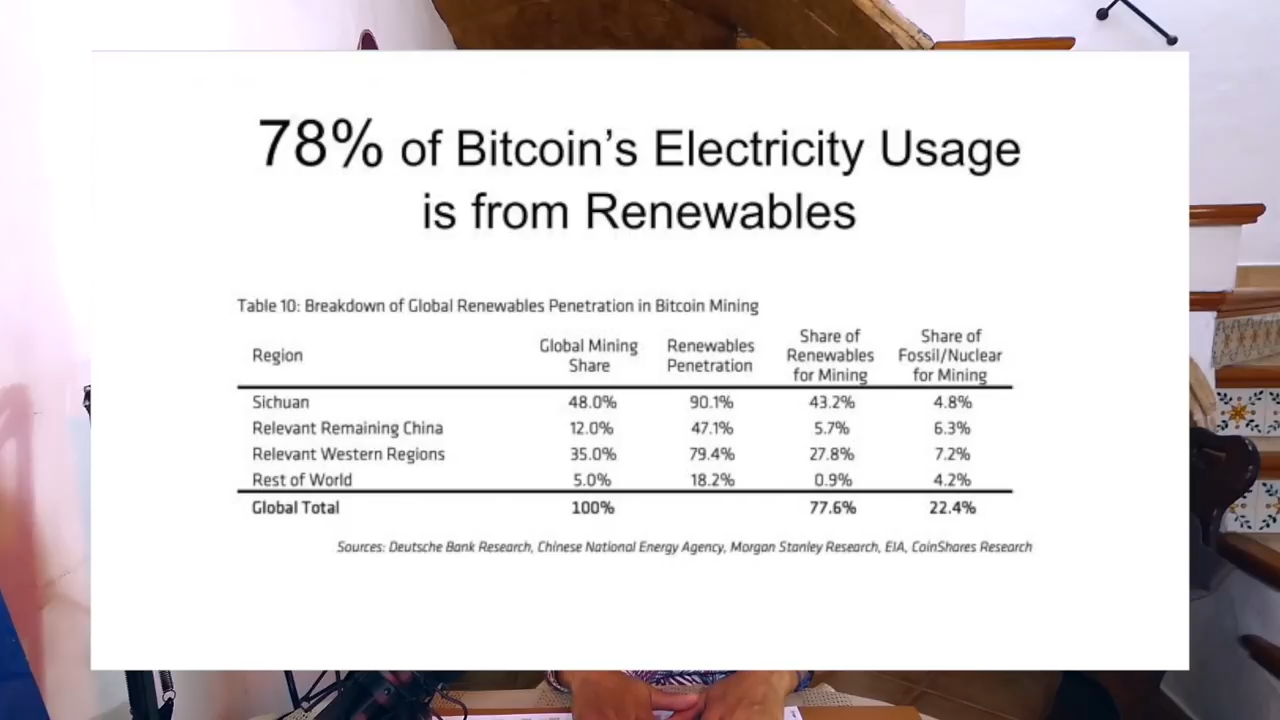 78% of Bitcoin's Electricity Usage
is from Renewables
Table 10: Breakdown of Global Renewables Penetration in Bitcoin Mining
Region Global Mining Share Renewables Penetration Share of Renewables for Mining Share of Fossil/Nuclear for Mining
Sichuan 48.0% 90.1% 43.2% 4.8%
Relevant Remaining China 12.0% 47.1% 5.7% 6.3%
Relevant Western Regions 35.0% 79.4% 27.8% 7.2%
Rest of World 5.0% 18.2% 0.9% 4.2%
Global Total 100% 77.6% 22.4%
Sources: Deutsche Bank Research, Chinese National Energy Agency, Morgan Stanley Research, EIA, CoinShares Research